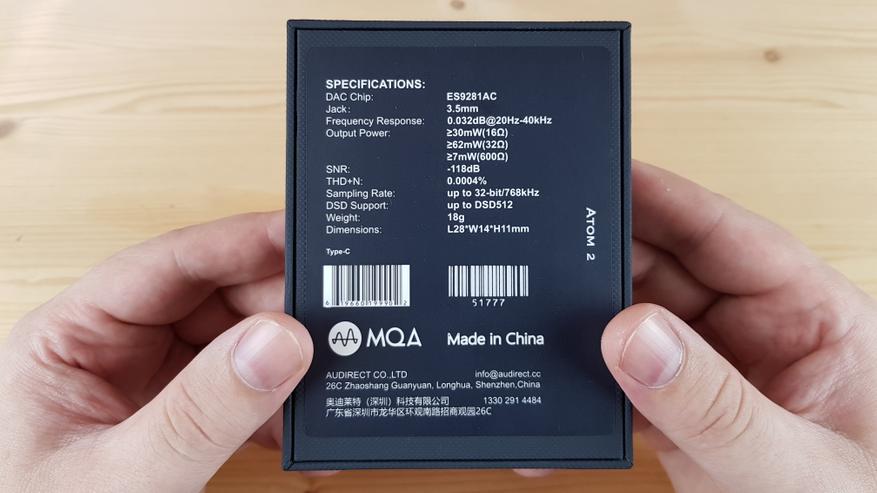 SPECIFICATIONS:
DAC Chip: ES9281AC
Jack: 3.5mm
Frequency Response: 0.032dB@20Hz-40kHz
Output Power: ≥30mW(16Ω)
≥62mW(32Ω)
≥7mW(600Ω)
SNR: -118dB
THD+N: 0.0004%
Sampling Rate: up to 32-bit/768kHz
DSD Support: up to DSD512
Weight: 18g
Dimensions: L28*W14*H11mm
ATOM 2
Type-C
6 19660 19990 2
51777
MQA Made in China
AUDIRECT CO.,LTD info@audirect.cc
26C Zhaoshang Guanyuan, Longhua, Shenzhen,China
奥迪莱特（深圳）科技有限公司 1330 291 4484
广东省深圳市龙华区环观南路招商观园26C